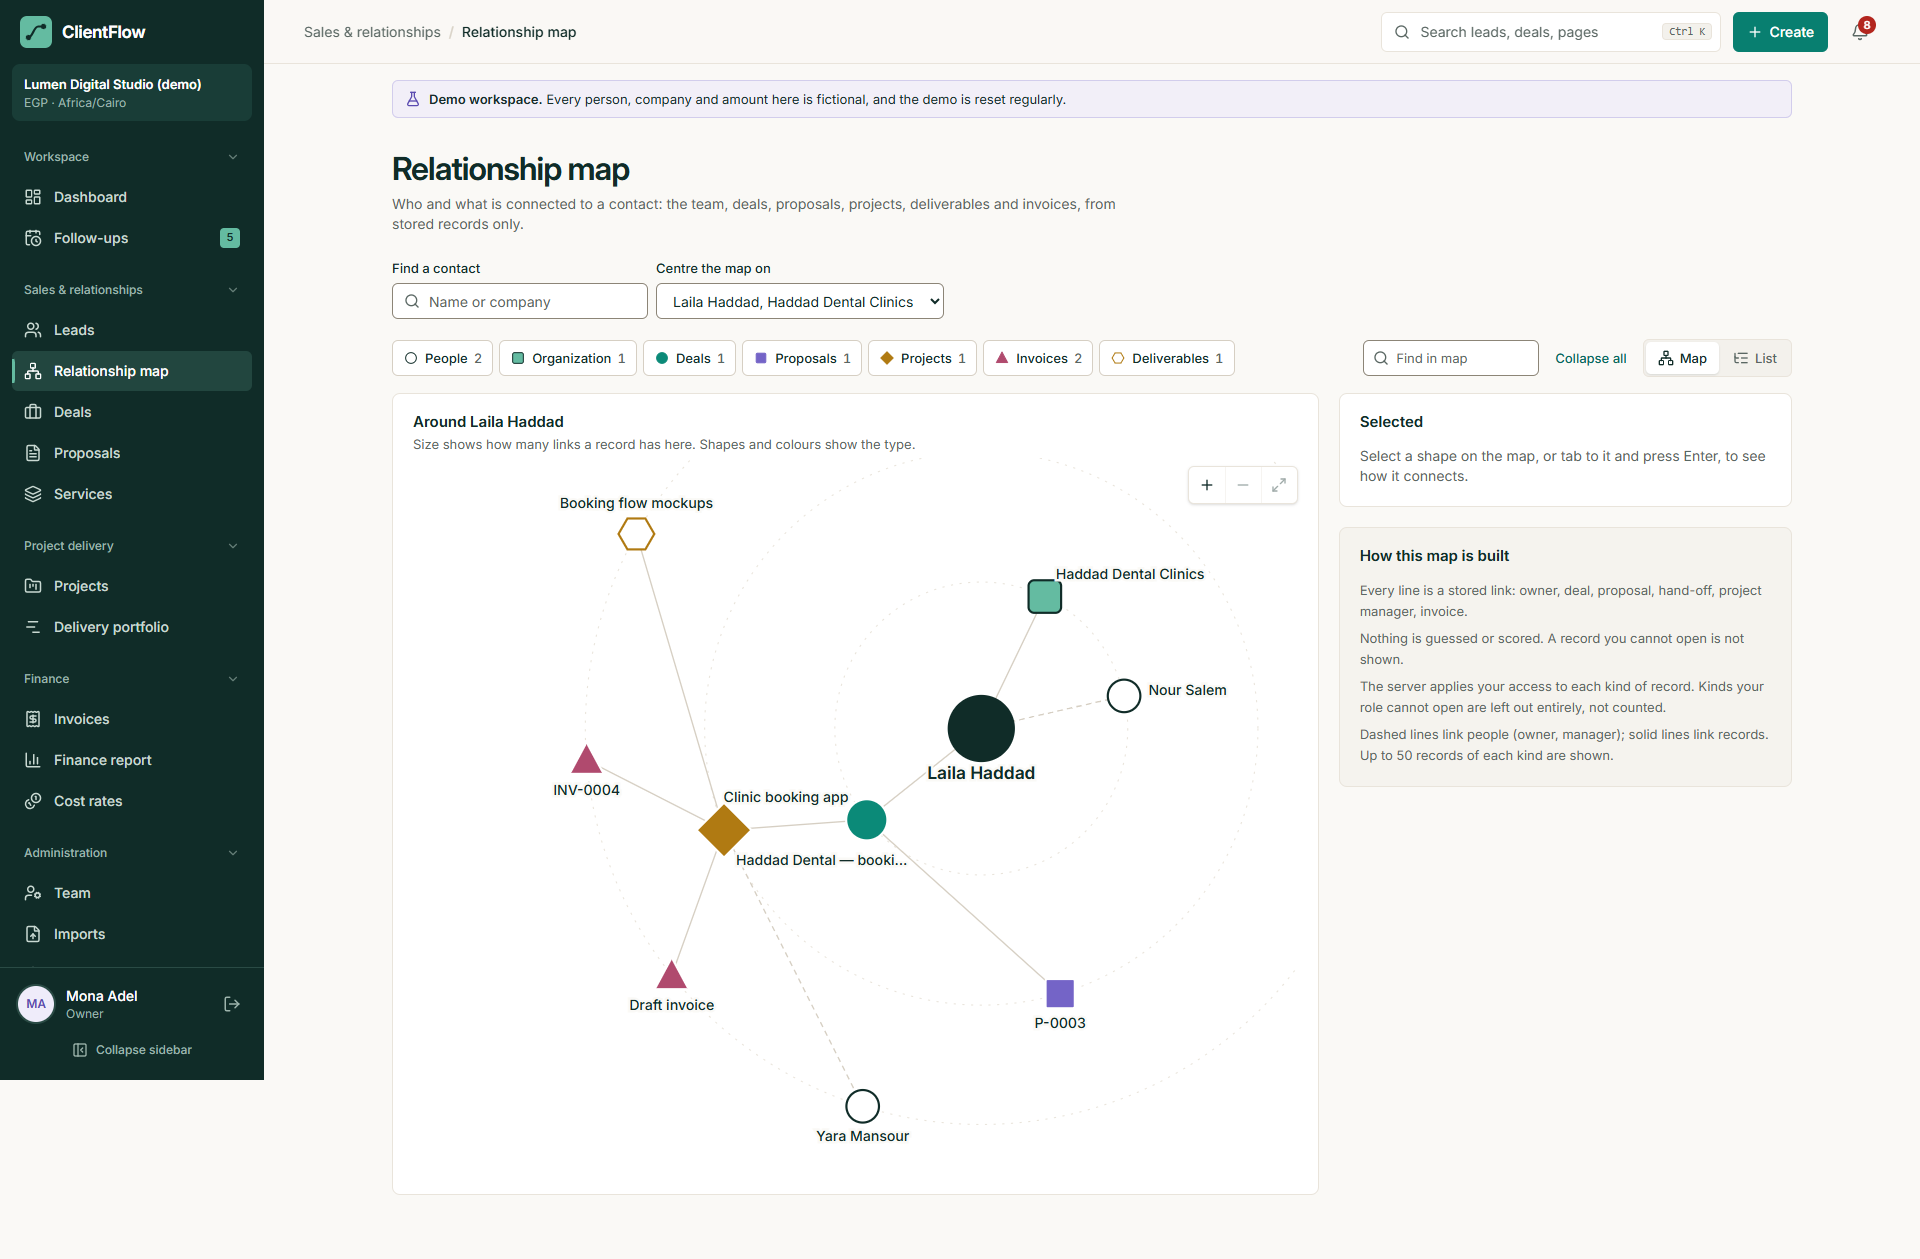 ClientFlow
Lumen Digital Studio (demo)
EGP · Africa/Cairo
Workspace
Dashboard
Follow-ups 5
Sales & relationships
Leads
Relationship map
Deals
Proposals
Services
Project delivery
Projects
Delivery portfolio
Finance
Invoices
Finance report
Cost rates
Administration
Team
Imports
MA
Mona Adel
Owner
Collapse sidebar
Sales & relationships / Relationship map
Search leads, deals, pages Ctrl K
Create
8
Demo workspace. Every person, company and amount here is fictional, and the demo is reset regularly.
Relationship map
Who and what is connected to a contact: the team, deals, proposals, projects, deliverables and invoices, from
stored records only.
Find a contact
Name or company
Centre the map on
Laila Haddad, Haddad Dental Clinics
People 2
Organization 1
Deals 1
Proposals 1
Projects 1
Invoices 2
Deliverables 1
Find in map
Collapse all
Map
List
Around Laila Haddad
Size shows how many links a record has here. Shapes and colours show the type.
Booking flow mockups
Haddad Dental Clinics
Nour Salem
Laila Haddad
INV-0004
Clinic booking app
Haddad Dental — booki...
Draft invoice
P-0003
Yara Mansour
Selected
Select a shape on the map, or tab to it and press Enter, to see
how it connects.
How this map is built
Every line is a stored link: owner, deal, proposal, hand-off, project
manager, invoice.
Nothing is guessed or scored. A record you cannot open is not
shown.
The server applies your access to each kind of record. Kinds your
role cannot open are left out entirely, not counted.
Dashed lines link people (owner, manager); solid lines link records.
Up to 50 records of each kind are shown.